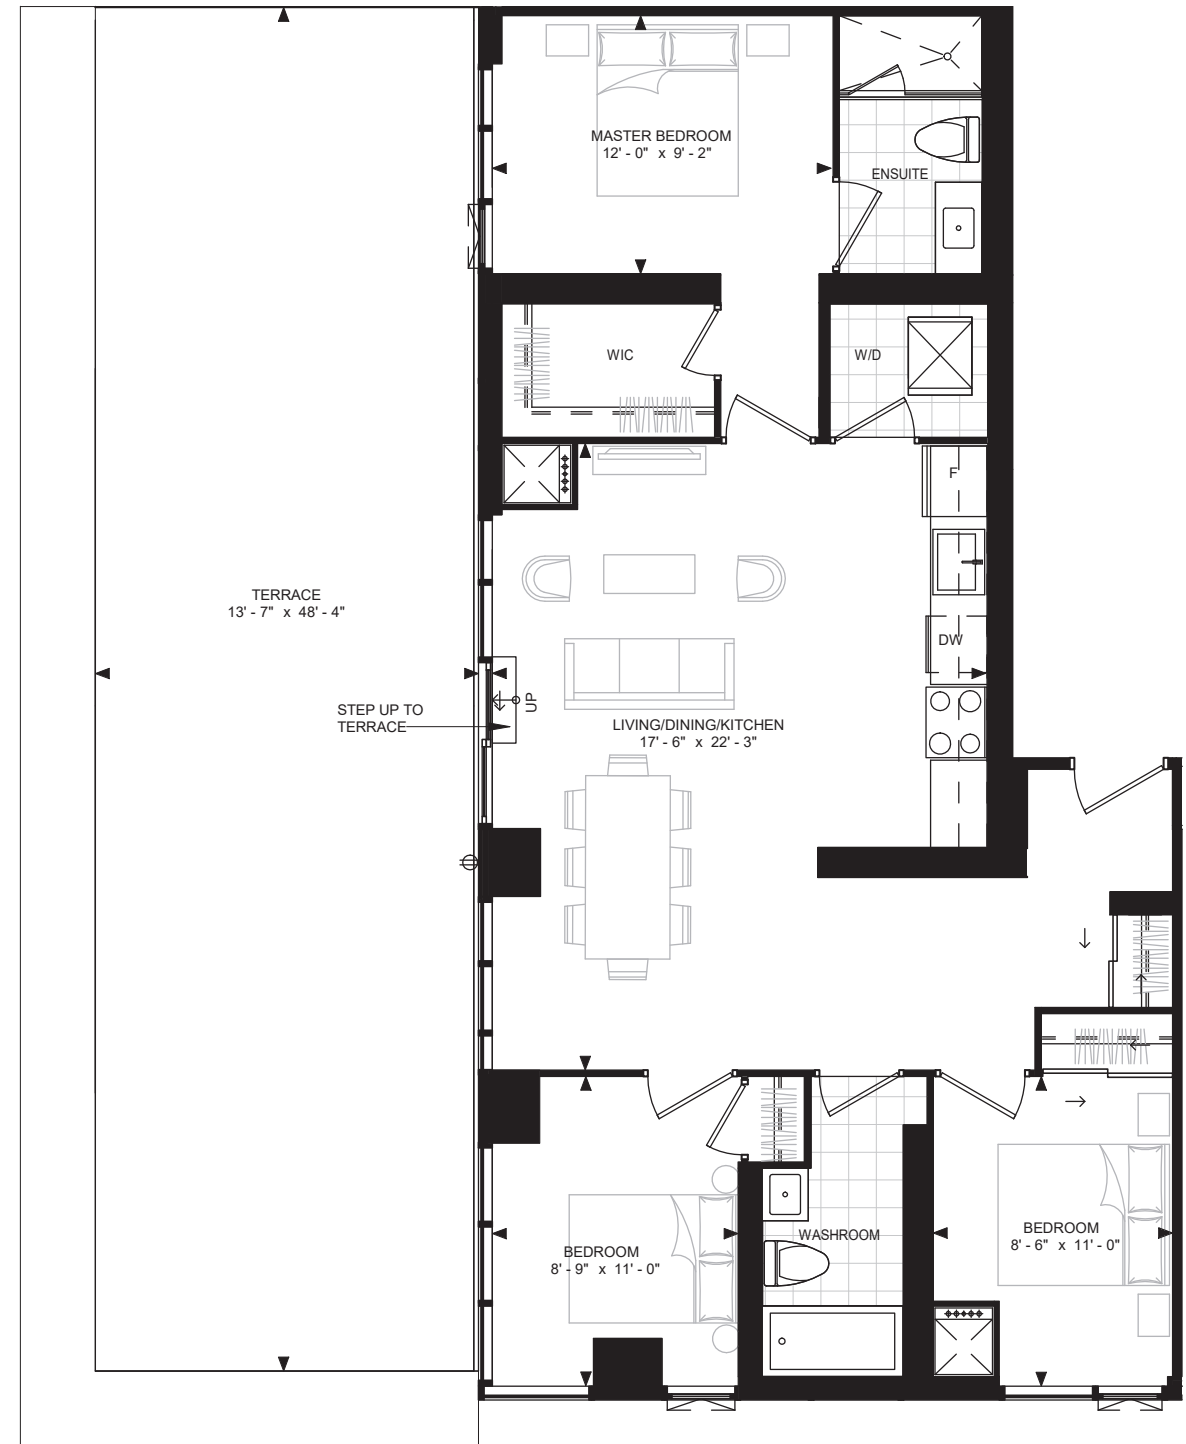 MASTER BEDROOM
12' - 0" x 9' - 2"
ENSUITE
WIC
W/D
F
TERRACE
13' - 7" x 48' - 4"
DW
UP
STEP UP TO
TERRACE
LIVING/DINING/KITCHEN
17' - 6" x 22' - 3"
BEDROOM
8' - 9" x 11' - 0"
WASHROOM
BEDROOM
8' - 6" x 11' - 0"